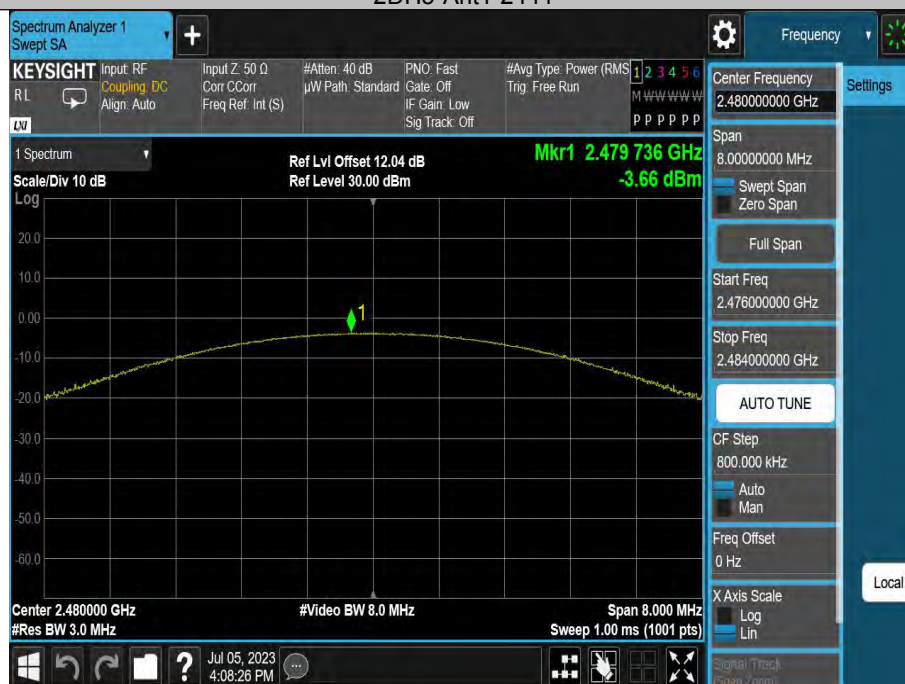 Spectrum Analyzer 1
Swept SA
+
Frequency
KEYSIGHT
RL
LXI
Input: RF
Coupling: DC
Align: Auto
Input Z: 50 Ω
Corr CCorr
Freq Ref: Int (S)
#Atten: 40 dB
µW Path: Standard
PNO: Fast
Gate: Off
IF Gain: Low
Sig Track: Off
#Avg Type: Power (RMS
Trig: Free Run
1 2 3 4 5 6
M W W W W W
P P P P P P
1 Spectrum
Scale/Div 10 dB
Log
Ref Lvl Offset 12.04 dB
Ref Level 30.00 dBm
Mkr1 2.479 736 GHz
-3.66 dBm
20.0
10.0
0.00
-10.0
-20.0
-30.0
-40.0
-50.0
-60.0
1
Center 2.480000 GHz
#Res BW 3.0 MHz
#Video BW 8.0 MHz
Span 8.000 MHz
Sweep 1.00 ms (1001 pts)
Center Frequency
2.480000000 GHz
Settings
Span
8.00000000 MHz
Swept Span
Zero Span
Full Span
Start Freq
2.476000000 GHz
Stop Freq
2.484000000 GHz
AUTO TUNE
CF Step
800.000 kHz
Auto
Man
Freq Offset
0 Hz
X Axis Scale
Log
Lin
Local
Signal Track
(Span Zoom)
?
Jul 05, 2023
4:08:26 PM